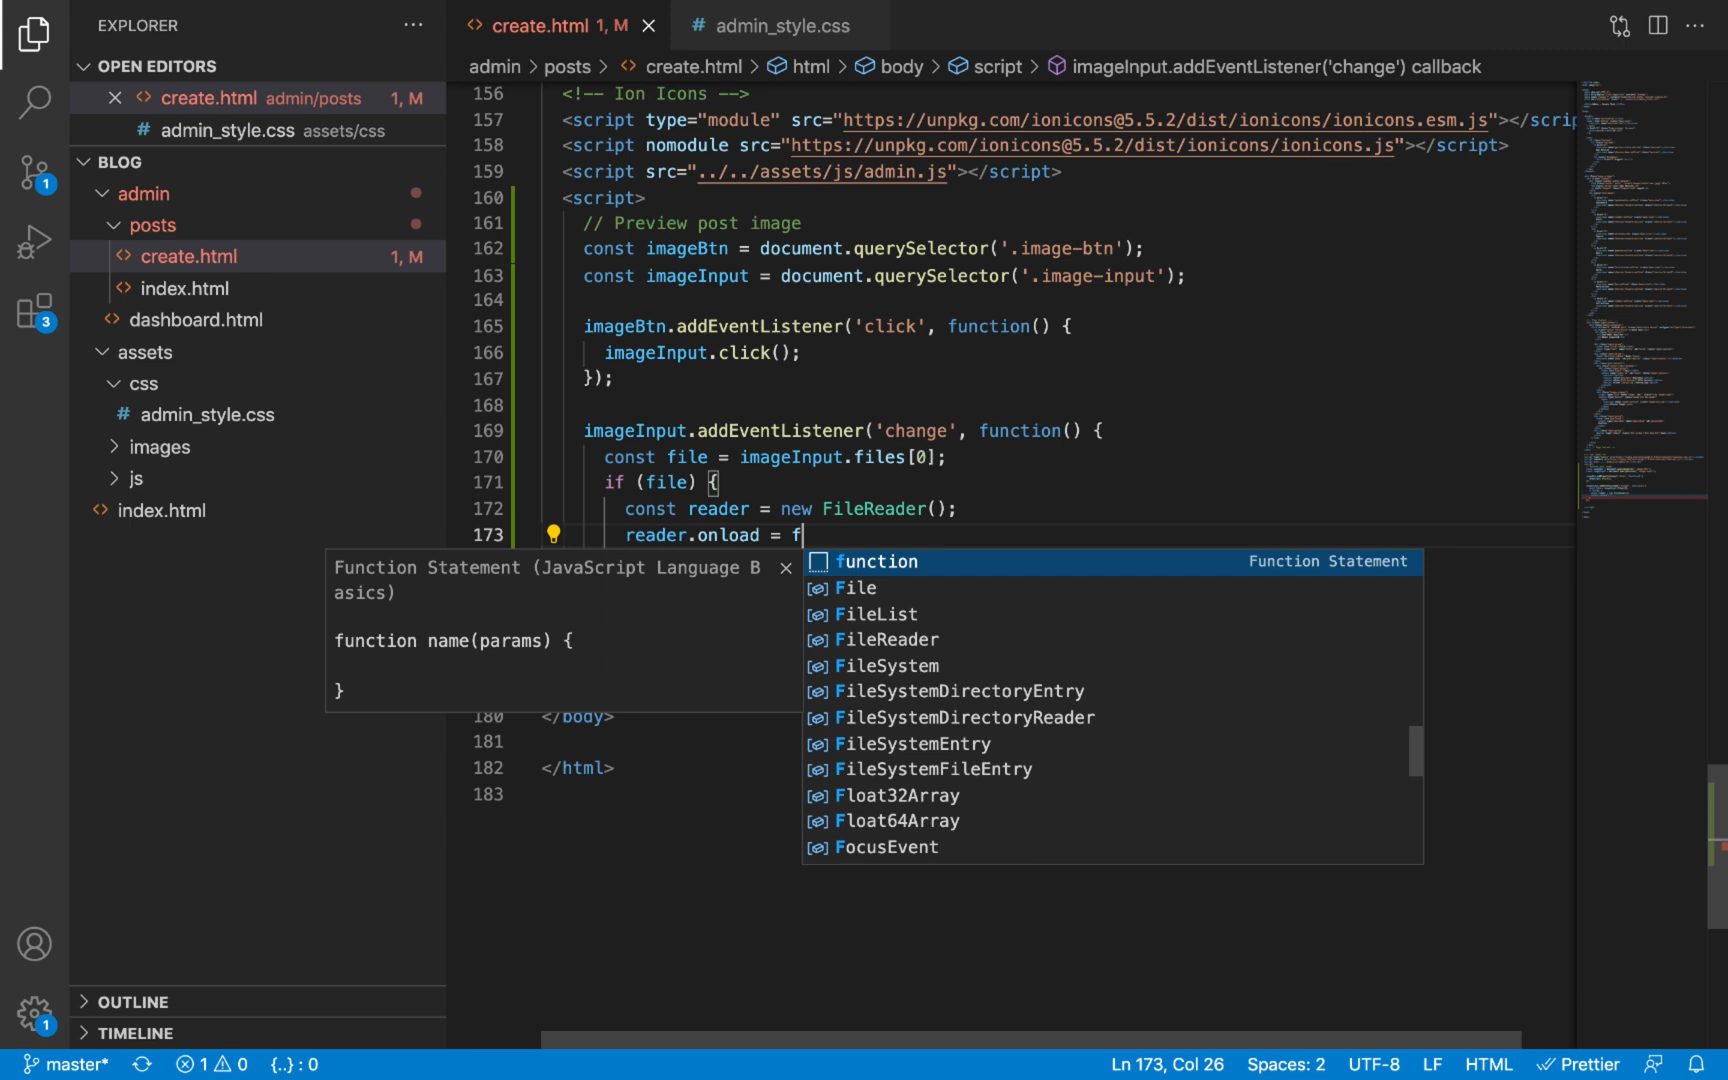 EXPLORER
OPEN EDITORS
create.html admin/posts 1, M
# admin_style.css assets/css
BLOG
admin
posts
create.html 1, M
index.html
dashboard.html
assets
css
# admin_style.css
images
js
index.html
OUTLINE
TIMELINE
create.html 1, M
# admin_style.css
admin > posts > create.html > html > body > script > imageInput.addEventListener('change') callback
156 <!-- Ion Icons -->
157 <script type="module" src="https://unpkg.com/ionicons@5.5.2/dist/ionicons/ionicons.esm.js"></scrip
158 <script nomodule src="https://unpkg.com/ionicons@5.5.2/dist/ionicons/ionicons.js"></script>
159 <script src="../../assets/js/admin.js"></script>
160 <script>
161 // Preview post image
162 const imageBtn = document.querySelector('.image-btn');
163 const imageInput = document.querySelector('.image-input');
164
165 imageBtn.addEventListener('click', function() {
166 imageInput.click();
167 });
168
169 imageInput.addEventListener('change', function() {
170 const file = imageInput.files[0];
171 if (file) {
172 const reader = new FileReader();
173 reader.onload = f
Function Statement (JavaScript Language B
asics)
function name(params) {
}
function Function Statement
File
FileList
FileReader
FileSystem
FileSystemDirectoryEntry
FileSystemDirectoryReader
FileSystemEntry
FileSystemFileEntry
Float32Array
Float64Array
FocusEvent
180 </body>
181
182 </html>
183
1
3
1
master* 1 0 {..} : 0 Ln 173, Col 26 Spaces: 2 UTF-8 LF HTML Prettier